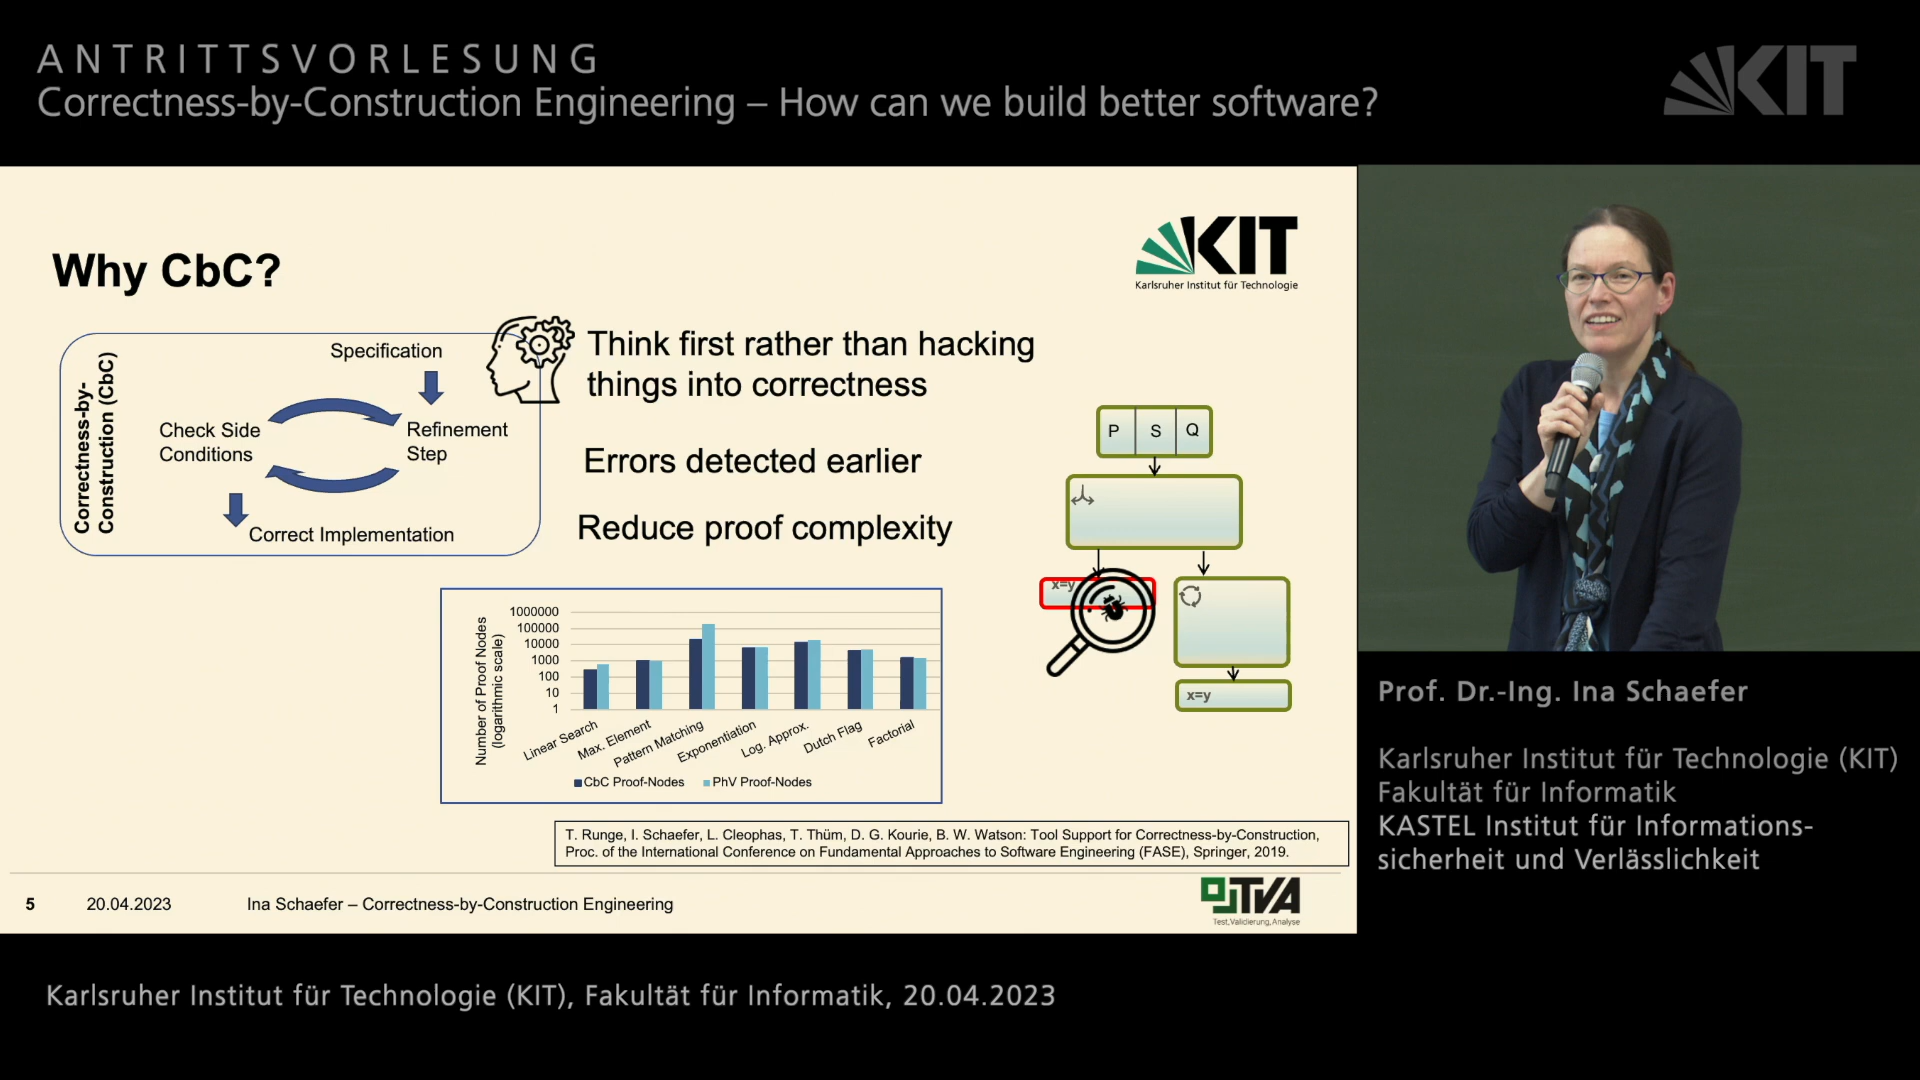 ANTRITTSVORLESUNG
Correctness-by-Construction Engineering – How can we build better software?
KIT
Why CbC?
KIT
Karlsruher Institut für Technologie
Correctness-by-
Construction (CbC)
Specification
Check Side
Conditions
Refinement
Step
Correct Implementation
Think first rather than hacking
things into correctness
Errors detected earlier
Reduce proof complexity
P S Q
x=y
x=y
Number of Proof Nodes
(logarithmic scale)
1000000
100000
10000
1000
100
10
1
Linear Search
Max. Element
Pattern Matching
Exponentiation
Log. Approx.
Dutch Flag
Factorial
CbC Proof-Nodes PhV Proof-Nodes
T. Runge, I. Schaefer, L. Cleophas, T. Thüm, D. G. Kourie, B. W. Watson: Tool Support for Correctness-by-Construction,
Proc. of the International Conference on Fundamental Approaches to Software Engineering (FASE), Springer, 2019.
5 20.04.2023 Ina Schaefer – Correctness-by-Construction Engineering
TVA
Test,Validierung,Analyse
Prof. Dr.-Ing. Ina Schaefer
Karlsruher Institut für Technologie (KIT)
Fakultät für Informatik
KASTEL Institut für Informations-
sicherheit und Verlässlichkeit
Karlsruher Institut für Technologie (KIT), Fakultät für Informatik, 20.04.2023